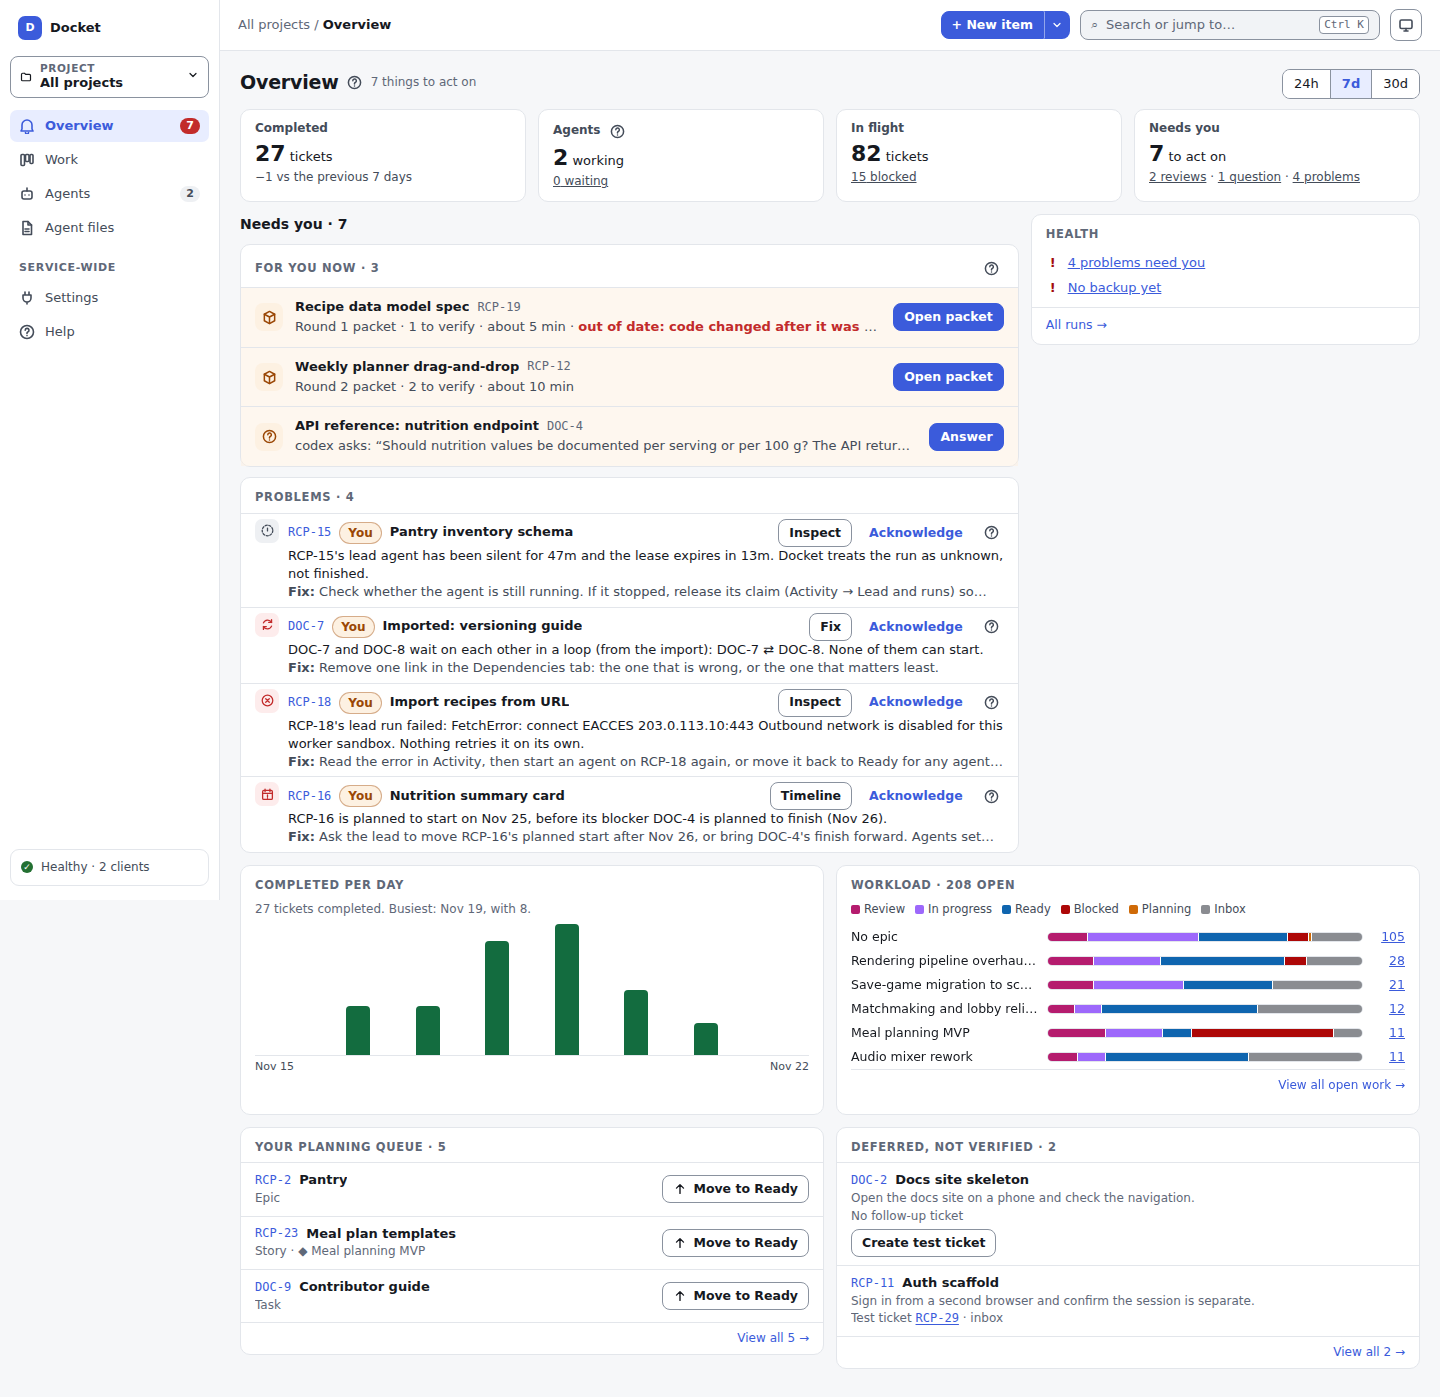 D Docket
PROJECT
All projects
Overview 7
Work
Agents 2
Agent files
SERVICE-WIDE
Settings
Help
✓ Healthy · 2 clients
All projects / Overview
+ New item
Search or jump to…
Ctrl K
Overview ? 7 things to act on
24h 7d 30d
Completed
27 tickets
−1 vs the previous 7 days
Agents ?
2 working
0 waiting
In flight
82 tickets
15 blocked
Needs you
7 to act on
2 reviews · 1 question · 4 problems
Needs you · 7
FOR YOU NOW · 3
Recipe data model spec RCP-19
Round 1 packet · 1 to verify · about 5 min · out of date: code changed after it was …
Open packet
Weekly planner drag-and-drop RCP-12
Round 2 packet · 2 to verify · about 10 min
Open packet
API reference: nutrition endpoint DOC-4
codex asks: “Should nutrition values be documented per serving or per 100 g? The API retur…
Answer
HEALTH
! 4 problems need you
! No backup yet
All runs →
PROBLEMS · 4
RCP-15 You Pantry inventory schema
Inspect Acknowledge ?
RCP-15's lead agent has been silent for 47m and the lease expires in 13m. Docket treats the run as unknown,
not finished.
Fix: Check whether the agent is still running. If it stopped, release its claim (Activity → Lead and runs) so…
DOC-7 You Imported: versioning guide
Fix Acknowledge ?
DOC-7 and DOC-8 wait on each other in a loop (from the import): DOC-7 ⇄ DOC-8. None of them can start.
Fix: Remove one link in the Dependencies tab: the one that is wrong, or the one that matters least.
RCP-18 You Import recipes from URL
Inspect Acknowledge ?
RCP-18's lead run failed: FetchError: connect EACCES 203.0.113.10:443 Outbound network is disabled for this
worker sandbox. Nothing retries it on its own.
Fix: Read the error in Activity, then start an agent on RCP-18 again, or move it back to Ready for any agent…
RCP-16 You Nutrition summary card
Timeline Acknowledge ?
RCP-16 is planned to start on Nov 25, before its blocker DOC-4 is planned to finish (Nov 26).
Fix: Ask the lead to move RCP-16's planned start after Nov 26, or bring DOC-4's finish forward. Agents set…
COMPLETED PER DAY
27 tickets completed. Busiest: Nov 19, with 8.
Nov 15 Nov 22
WORKLOAD · 208 OPEN
Review In progress Ready Blocked Planning Inbox
No epic 105
Rendering pipeline overhau… 28
Save-game migration to sc… 21
Matchmaking and lobby reli… 12
Meal planning MVP 11
Audio mixer rework 11
View all open work →
YOUR PLANNING QUEUE · 5
RCP-2 Pantry
Epic
↑ Move to Ready
RCP-23 Meal plan templates
Story · ◆ Meal planning MVP
↑ Move to Ready
DOC-9 Contributor guide
Task
↑ Move to Ready
View all 5 →
DEFERRED, NOT VERIFIED · 2
DOC-2 Docs site skeleton
Open the docs site on a phone and check the navigation.
No follow-up ticket
Create test ticket
RCP-11 Auth scaffold
Sign in from a second browser and confirm the session is separate.
Test ticket RCP-29 · inbox
View all 2 →